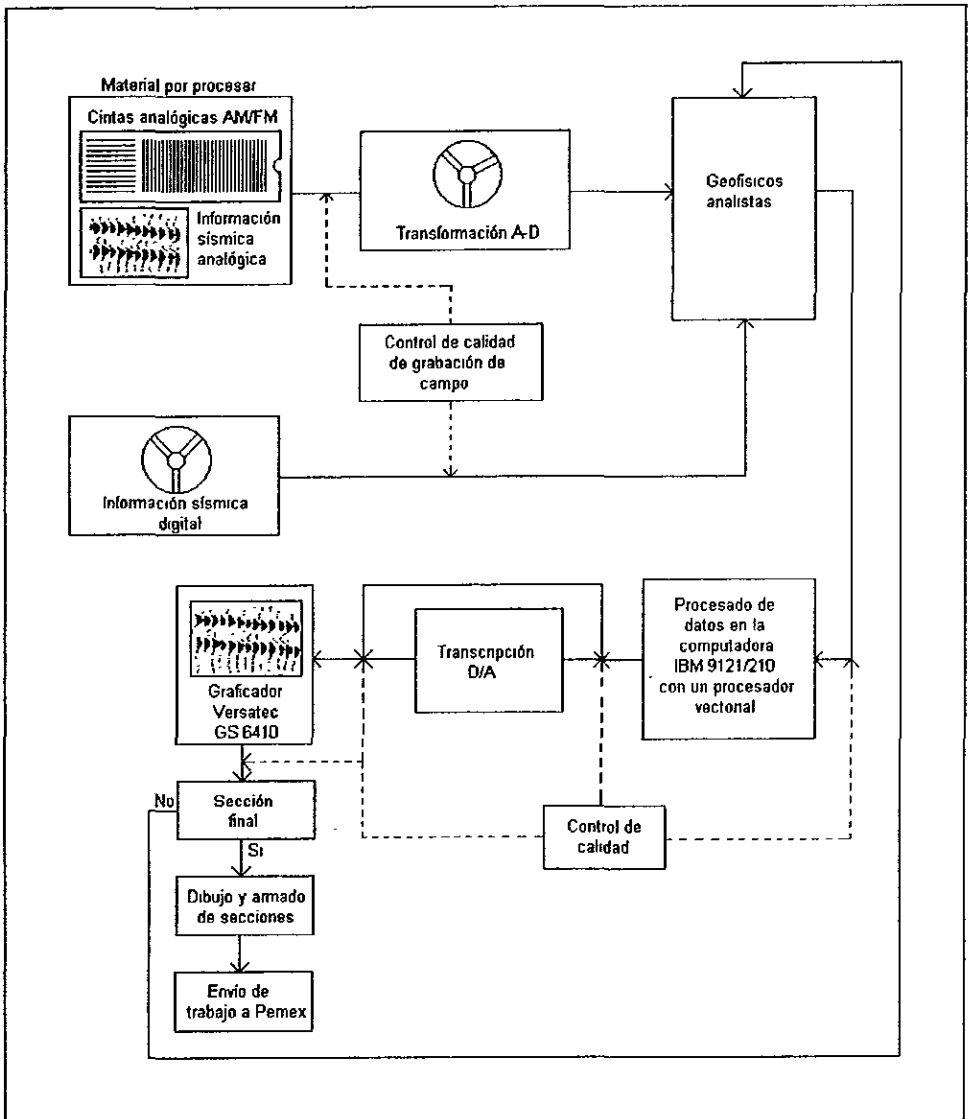 Material por procesar
Cintas analógicas AM/FM
Información
sísmica
analógica
Transformación A-D
Geofísicos
analistas
Control de calidad
de grabación de
campo
Información sísmica
digital
Graficador
Versatec
GS 6410
Transcripción
D/A
Procesado de
datos en la
computadora
IBM 9121/210
con un procesador
vectorial
No
Sección
final
Si
Control de
calidad
Dibujo y armado
de secciones
Envío de
trabajo a Pemex